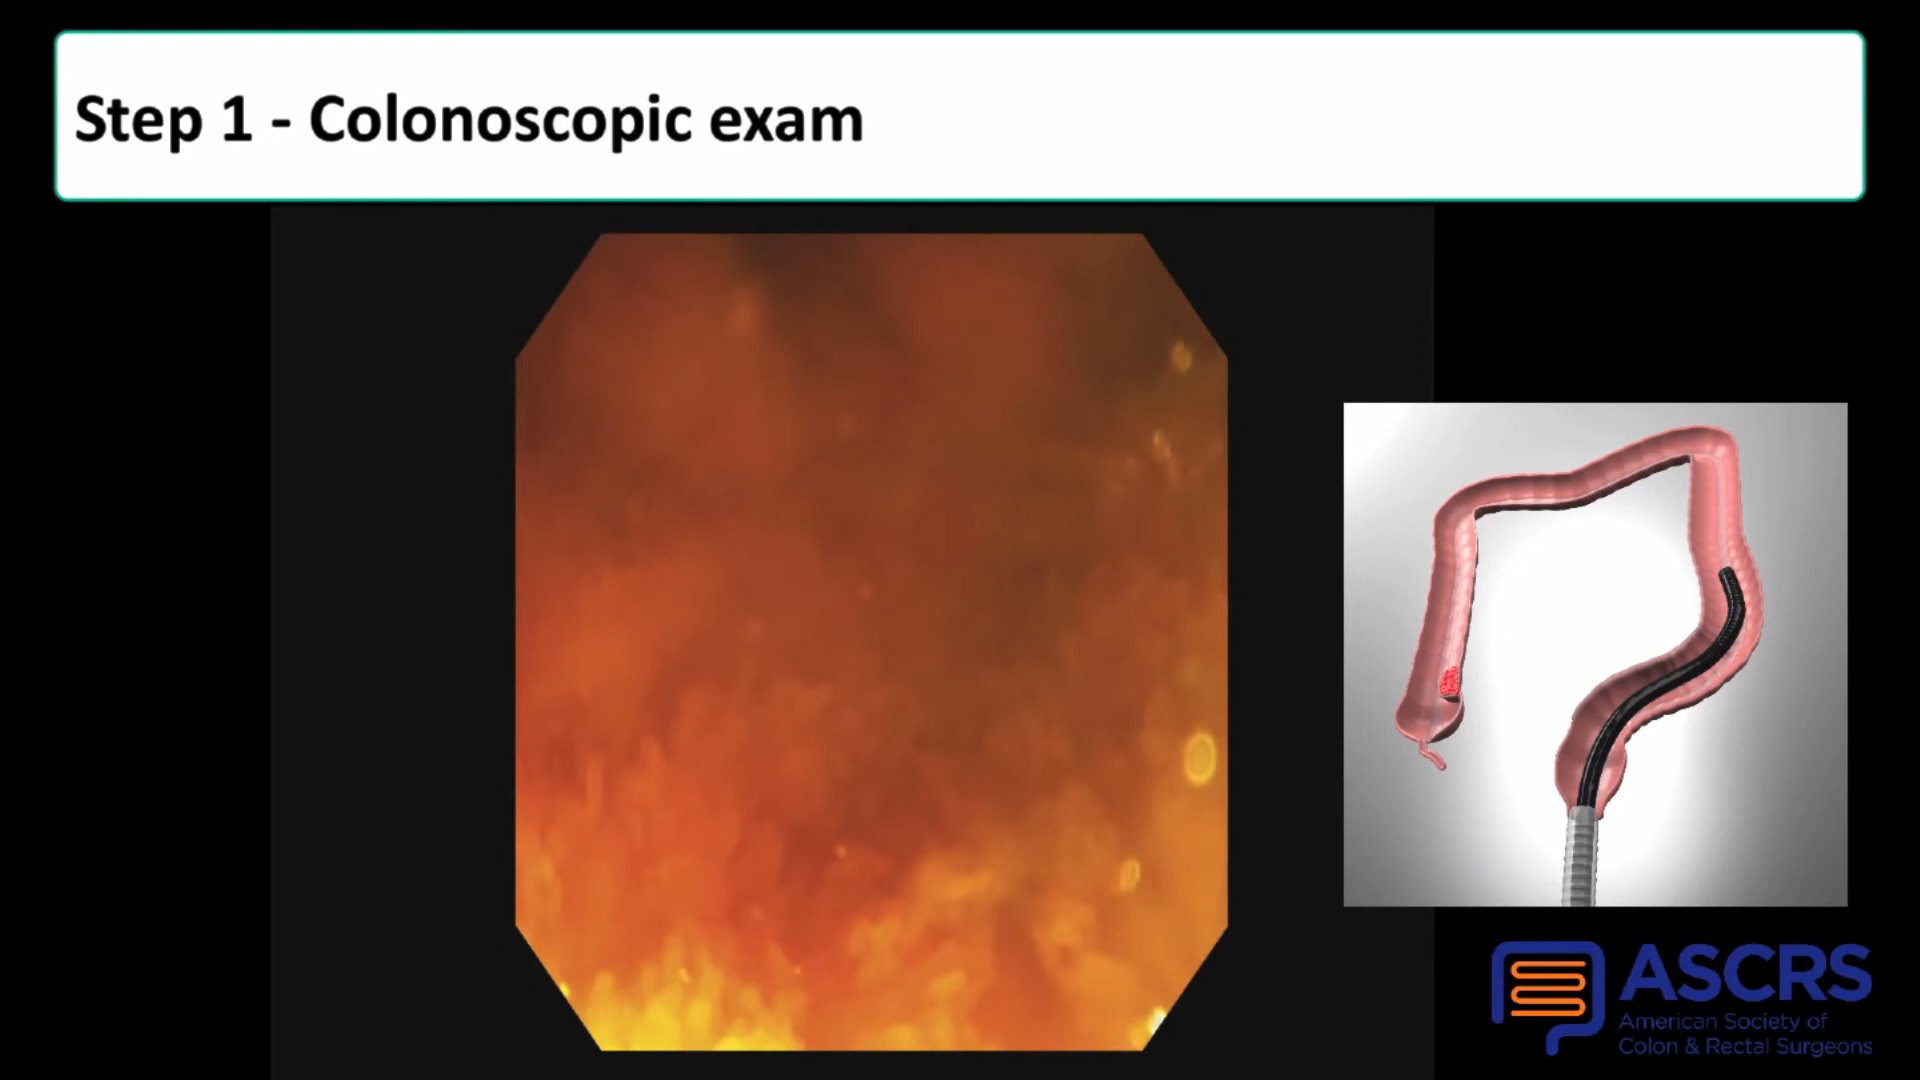 Step 1 - Colonoscopic exam
ASCRS
American Society of
Colon & Rectal Surgeons